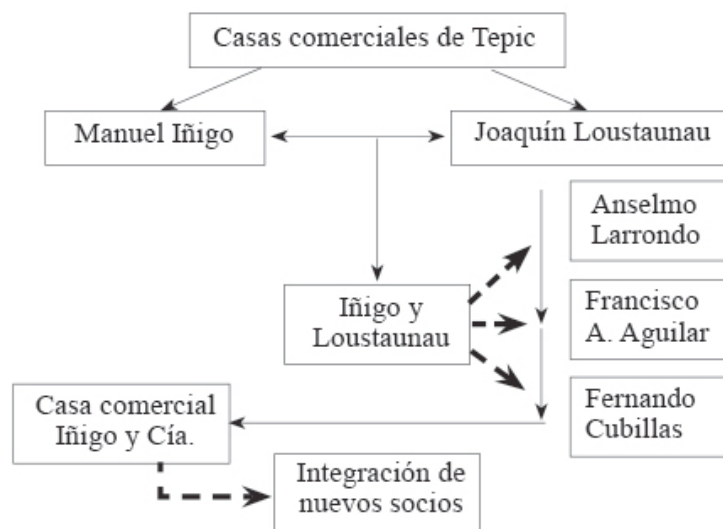 Casas comerciales de Tepic
Manuel Iñigo
Joaquín Loustaunau
Anselmo
Larrondo
Iñigo y
Loustaunau
Francisco
A. Aguilar
Casa comercial
Iñigo y Cía.
Fernando
Cubillas
Integración de
nuevos socios